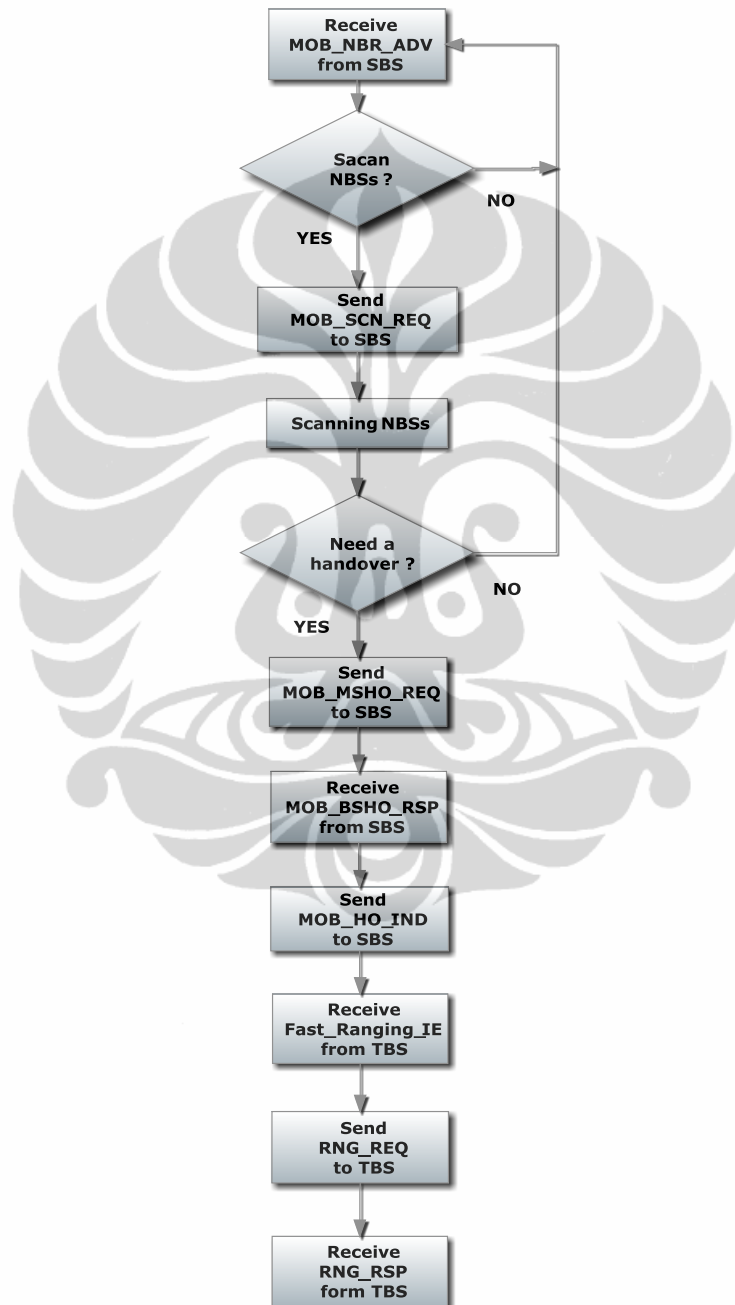 Receive
MOB_NBR_ADV
from SBS
Sacan
NBSs ?
NO
YES
Send
MOB_SCN_REQ
to SBS
Scanning NBSs
Need a
handover ?
NO
YES
Send
MOB_MSHO_REQ
to SBS
Receive
MOB_BSHO_RSP
from SBS
Send
MOB_HO_IND
to SBS
Receive
Fast_Ranging_IE
from TBS
Send
RNG_REQ
to TBS
Receive
RNG_RSP
form TBS